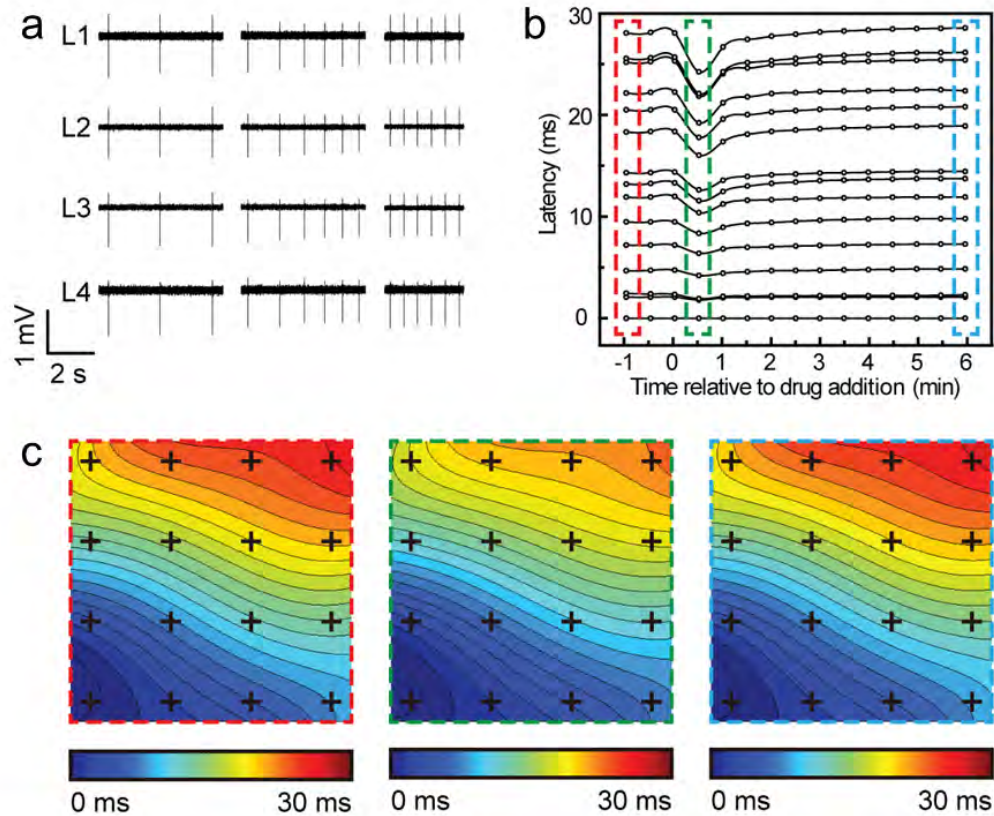 a
L1
L2
L3
L4
1 mV
2 s
b
Latency (ms)
30
20
10
0
-1 0 1 2 3 4 5 6
Time relative to drug addition (min)
c
0 ms 30 ms
0 ms 30 ms
0 ms 30 ms